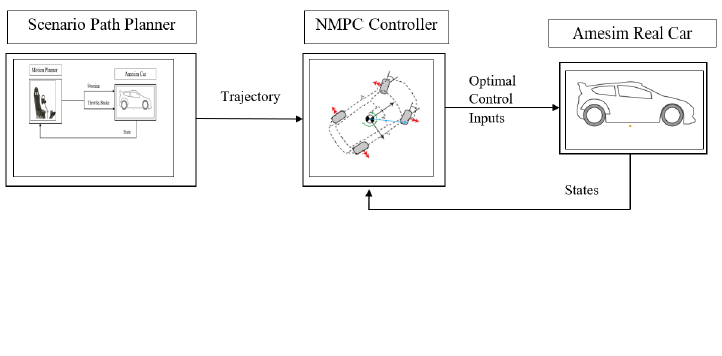 Scenario Path Planner
NMPC Controller
Amesim Real Car
Motion Planner
Amesim Car
Steering
Throttle, Brake
State
Trajectory
Optimal
Control
Inputs
States